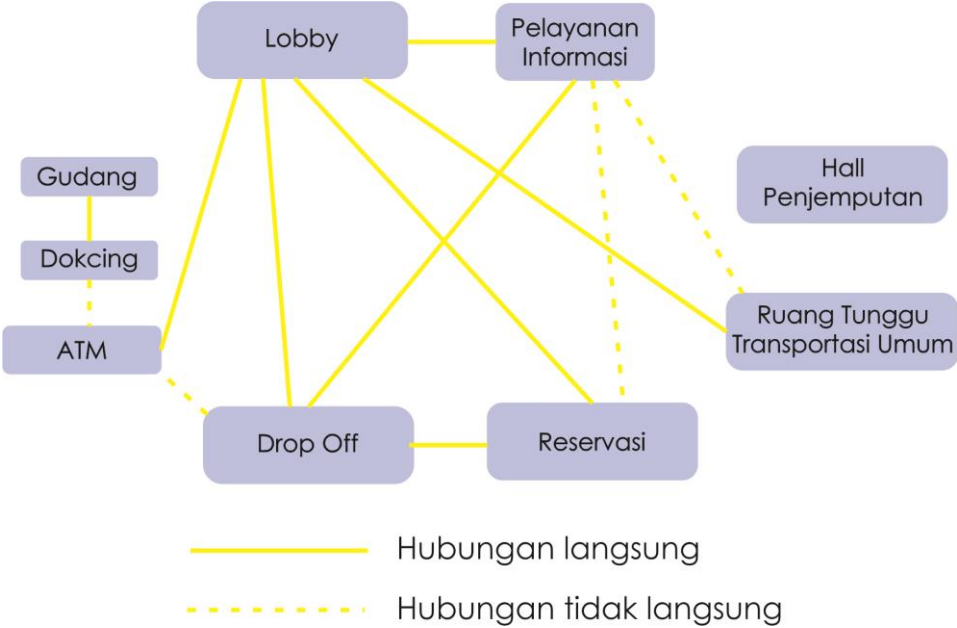 Lobby
Pelayanan
Informasi
Gudang
Hall
Penjemputan
Dokcing
Ruang Tunggu
Transportasi Umum
ATM
Drop Off
Reservasi
Hubungan langsung
Hubungan tidak langsung